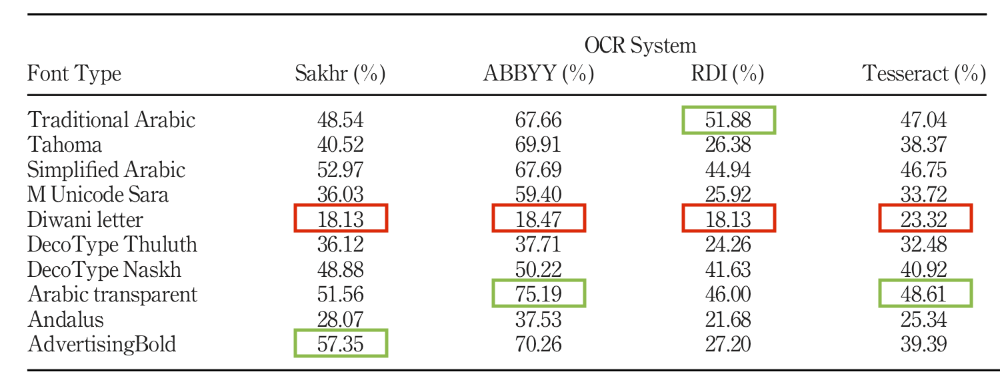 OCR System
Font Type Sakhr (%) ABBYY (%) RDI (%) Tesseract (%)
Traditional Arabic 48.54 67.66 51.88 47.04
Tahoma 40.52 69.91 26.38 38.37
Simplified Arabic 52.97 67.69 44.94 46.75
M Unicode Sara 36.03 59.40 25.92 33.72
Diwani letter 18.13 18.47 18.13 23.32
DecoType Thuluth 36.12 37.71 24.26 32.48
DecoType Naskh 48.88 50.22 41.63 40.92
Arabic transparent 51.56 75.19 46.00 48.61
Andalus 28.07 37.53 21.68 25.34
AdvertisingBold 57.35 70.26 27.20 39.39